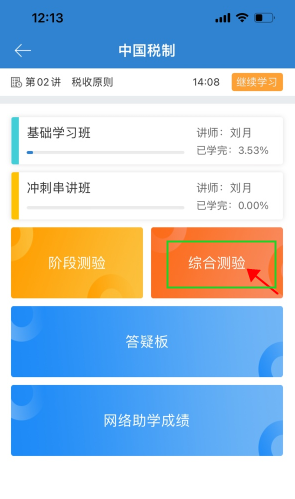 12:13
中国税制
第02讲 税收原则 14:08 继续学习
基础学习班 讲师：刘月
已学完：3.53%
冲刺串讲班 讲师：刘月
已学完：0.00%
阶段测验 综合测验
答疑板
网络助学成绩